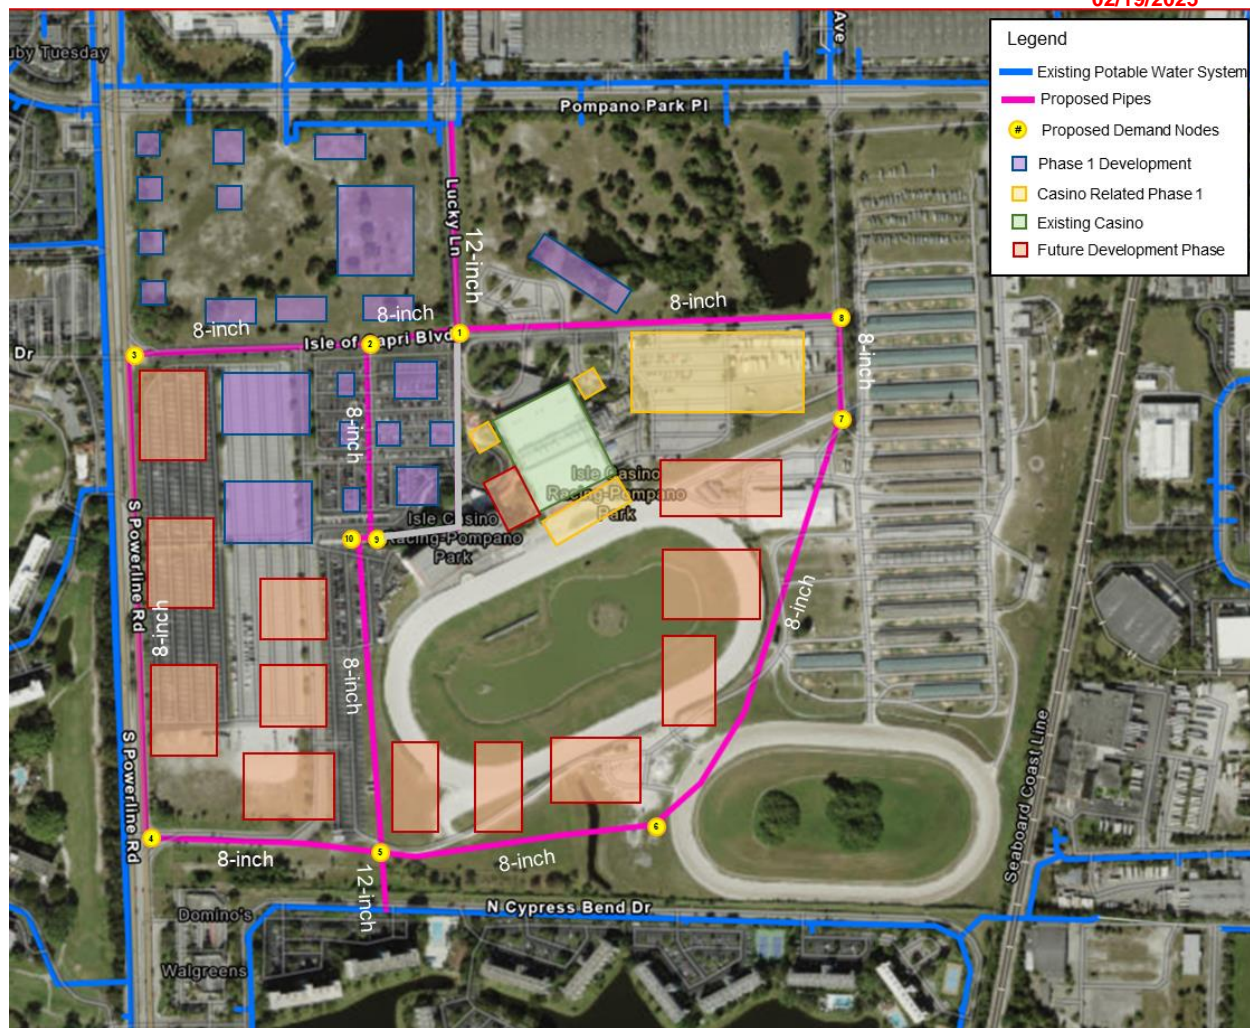 02/19/2025
uby Tuesday
Ave
Legend
Existing Potable Water System
Proposed Pipes
# Proposed Demand Nodes
Phase 1 Development
Casino Related Phase 1
Existing Casino
Future Development Phase
Pompano Park Pl
Lucky Ln
12-inch
8-inch
8-inch
8-inch
8
1
2
3
Isle of Capri Blvd
Dr
8-inch
7
8-inch
Isle Casino
Racing-Pompano
Park
Isle Casino
Racing-Pompano
Park
10
9
S Powerline Rd
8-inch
8-inch
8-inch
S Powerline Rd
Seaboard Coast Line
6
4
5
8-inch
8-inch
12-inch
N Cypress Bend Dr
Domino's
Walgreens